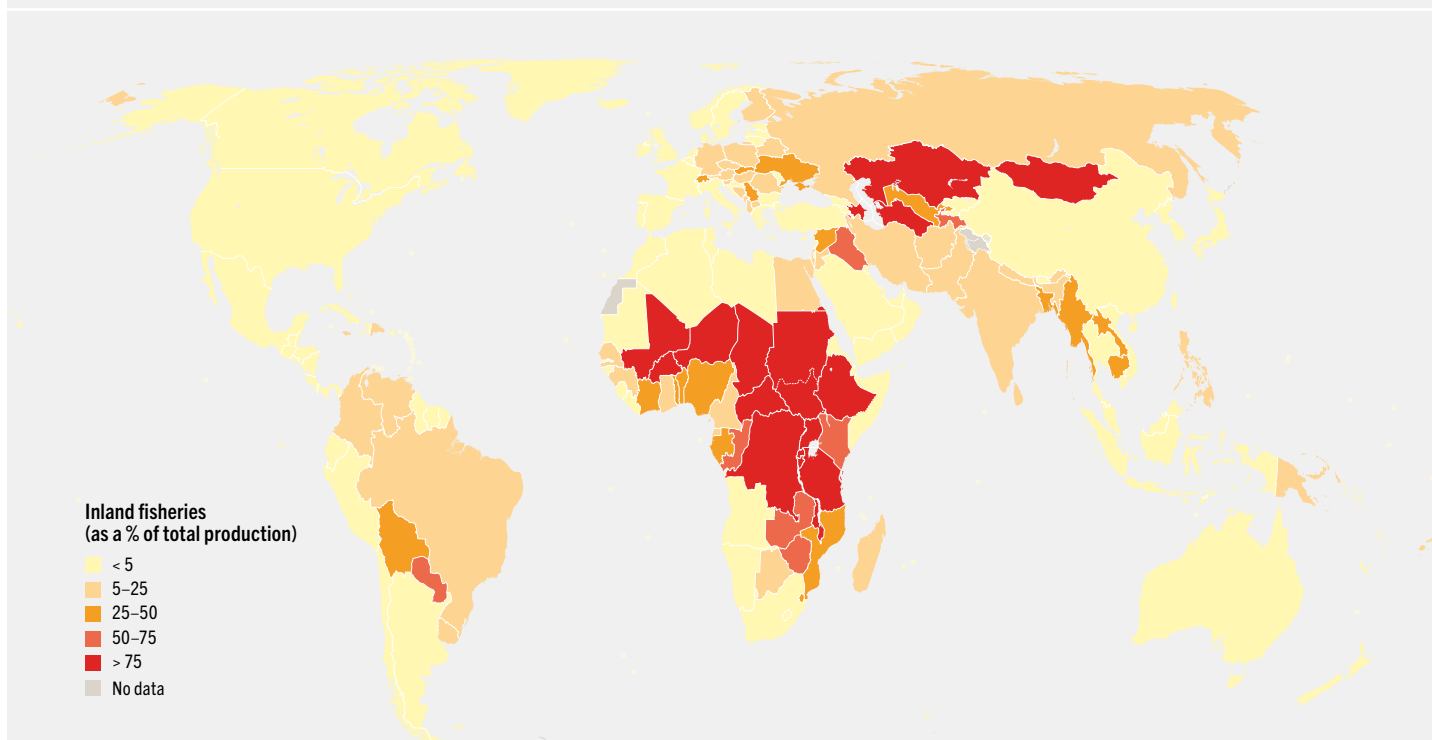 Inland fisheries
(as a % of total production)
< 5
5–25
25–50
50–75
> 75
No data